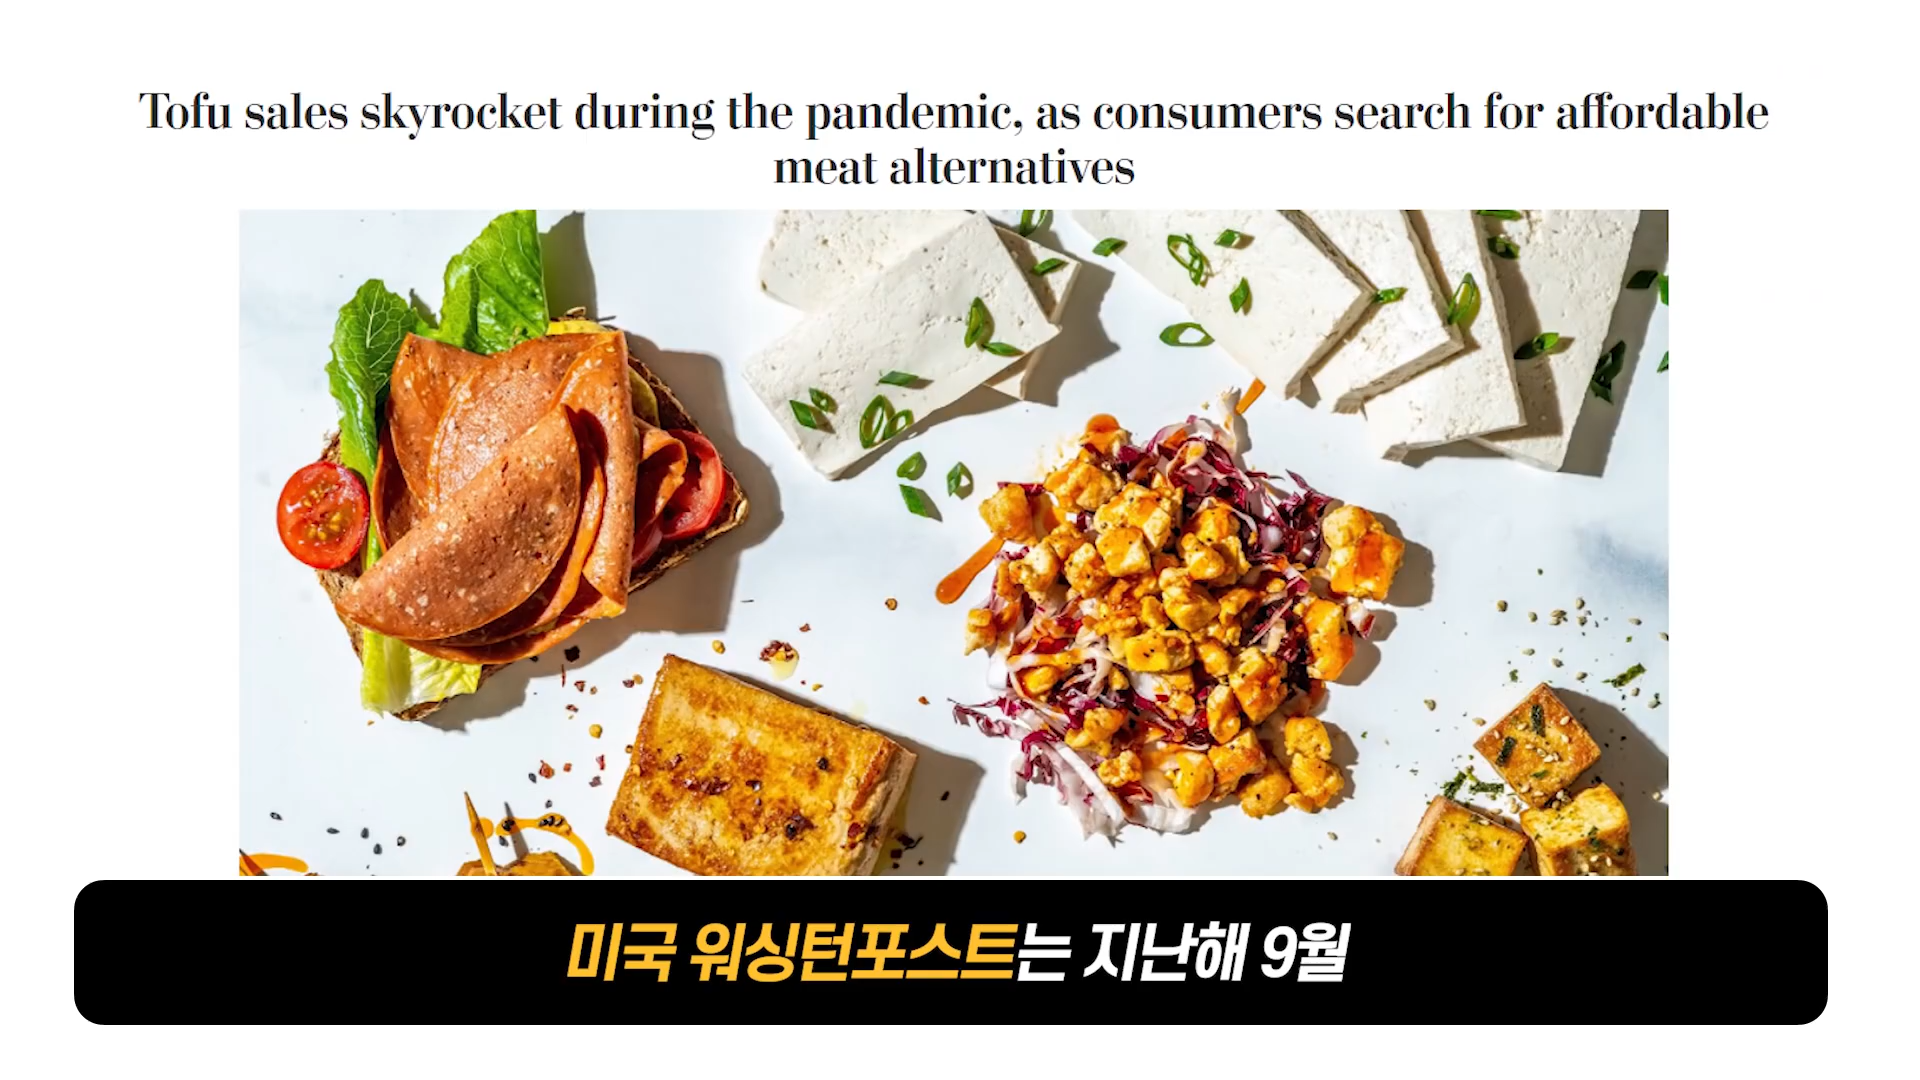 Tofu sales skyrocket during the pandemic, as consumers search for affordable
meat alternatives
미국 워싱턴포스트는 지난해 9월